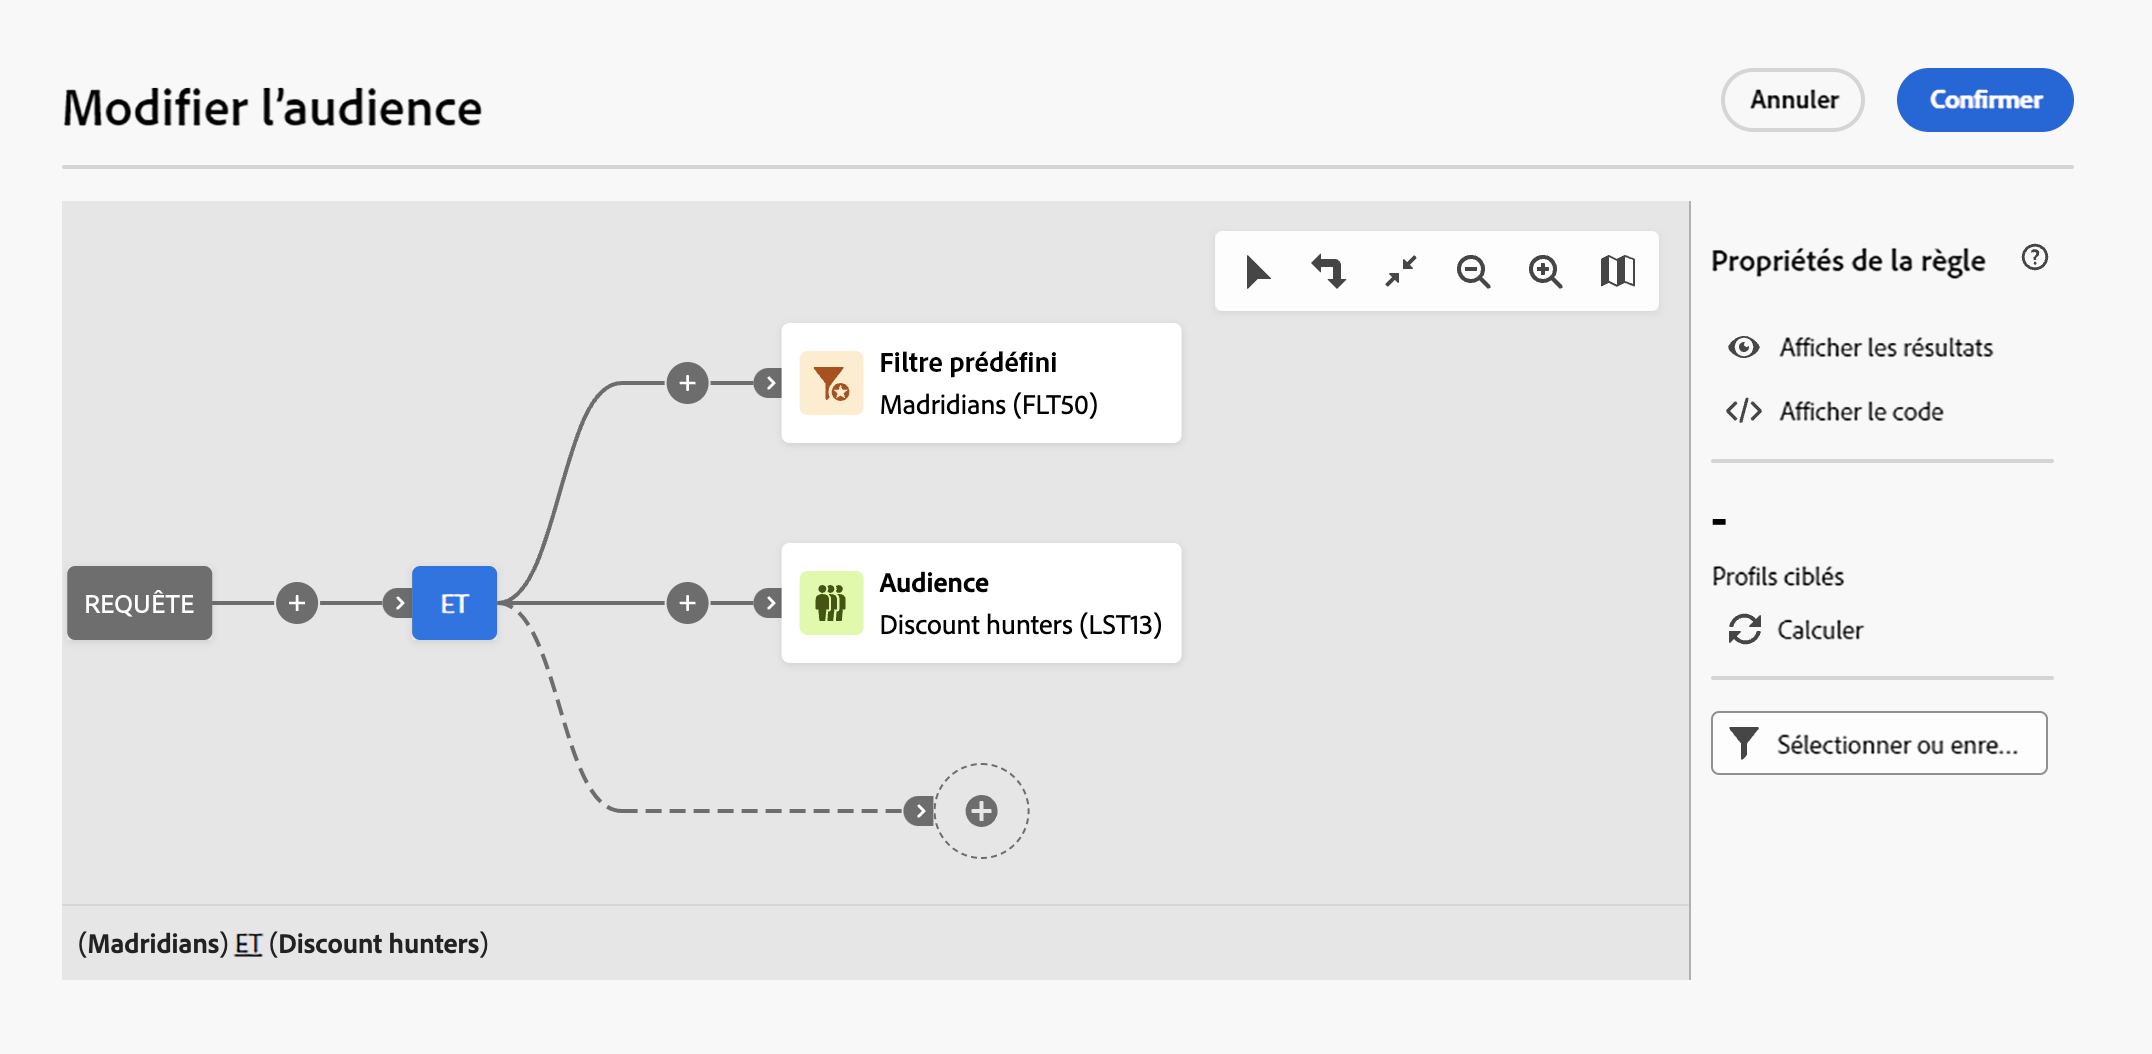 Modifier l'audience
Annuler
Confirmer
Filtre prédéfini
Madridians (FLT50)
REQUÊTE
ET
Audience
Discount hunters (LST13)
(Madridians) ET (Discount hunters)
Propriétés de la règle
Afficher les résultats
Afficher le code
-
Profils ciblés
Calculer
Sélectionner ou enre...